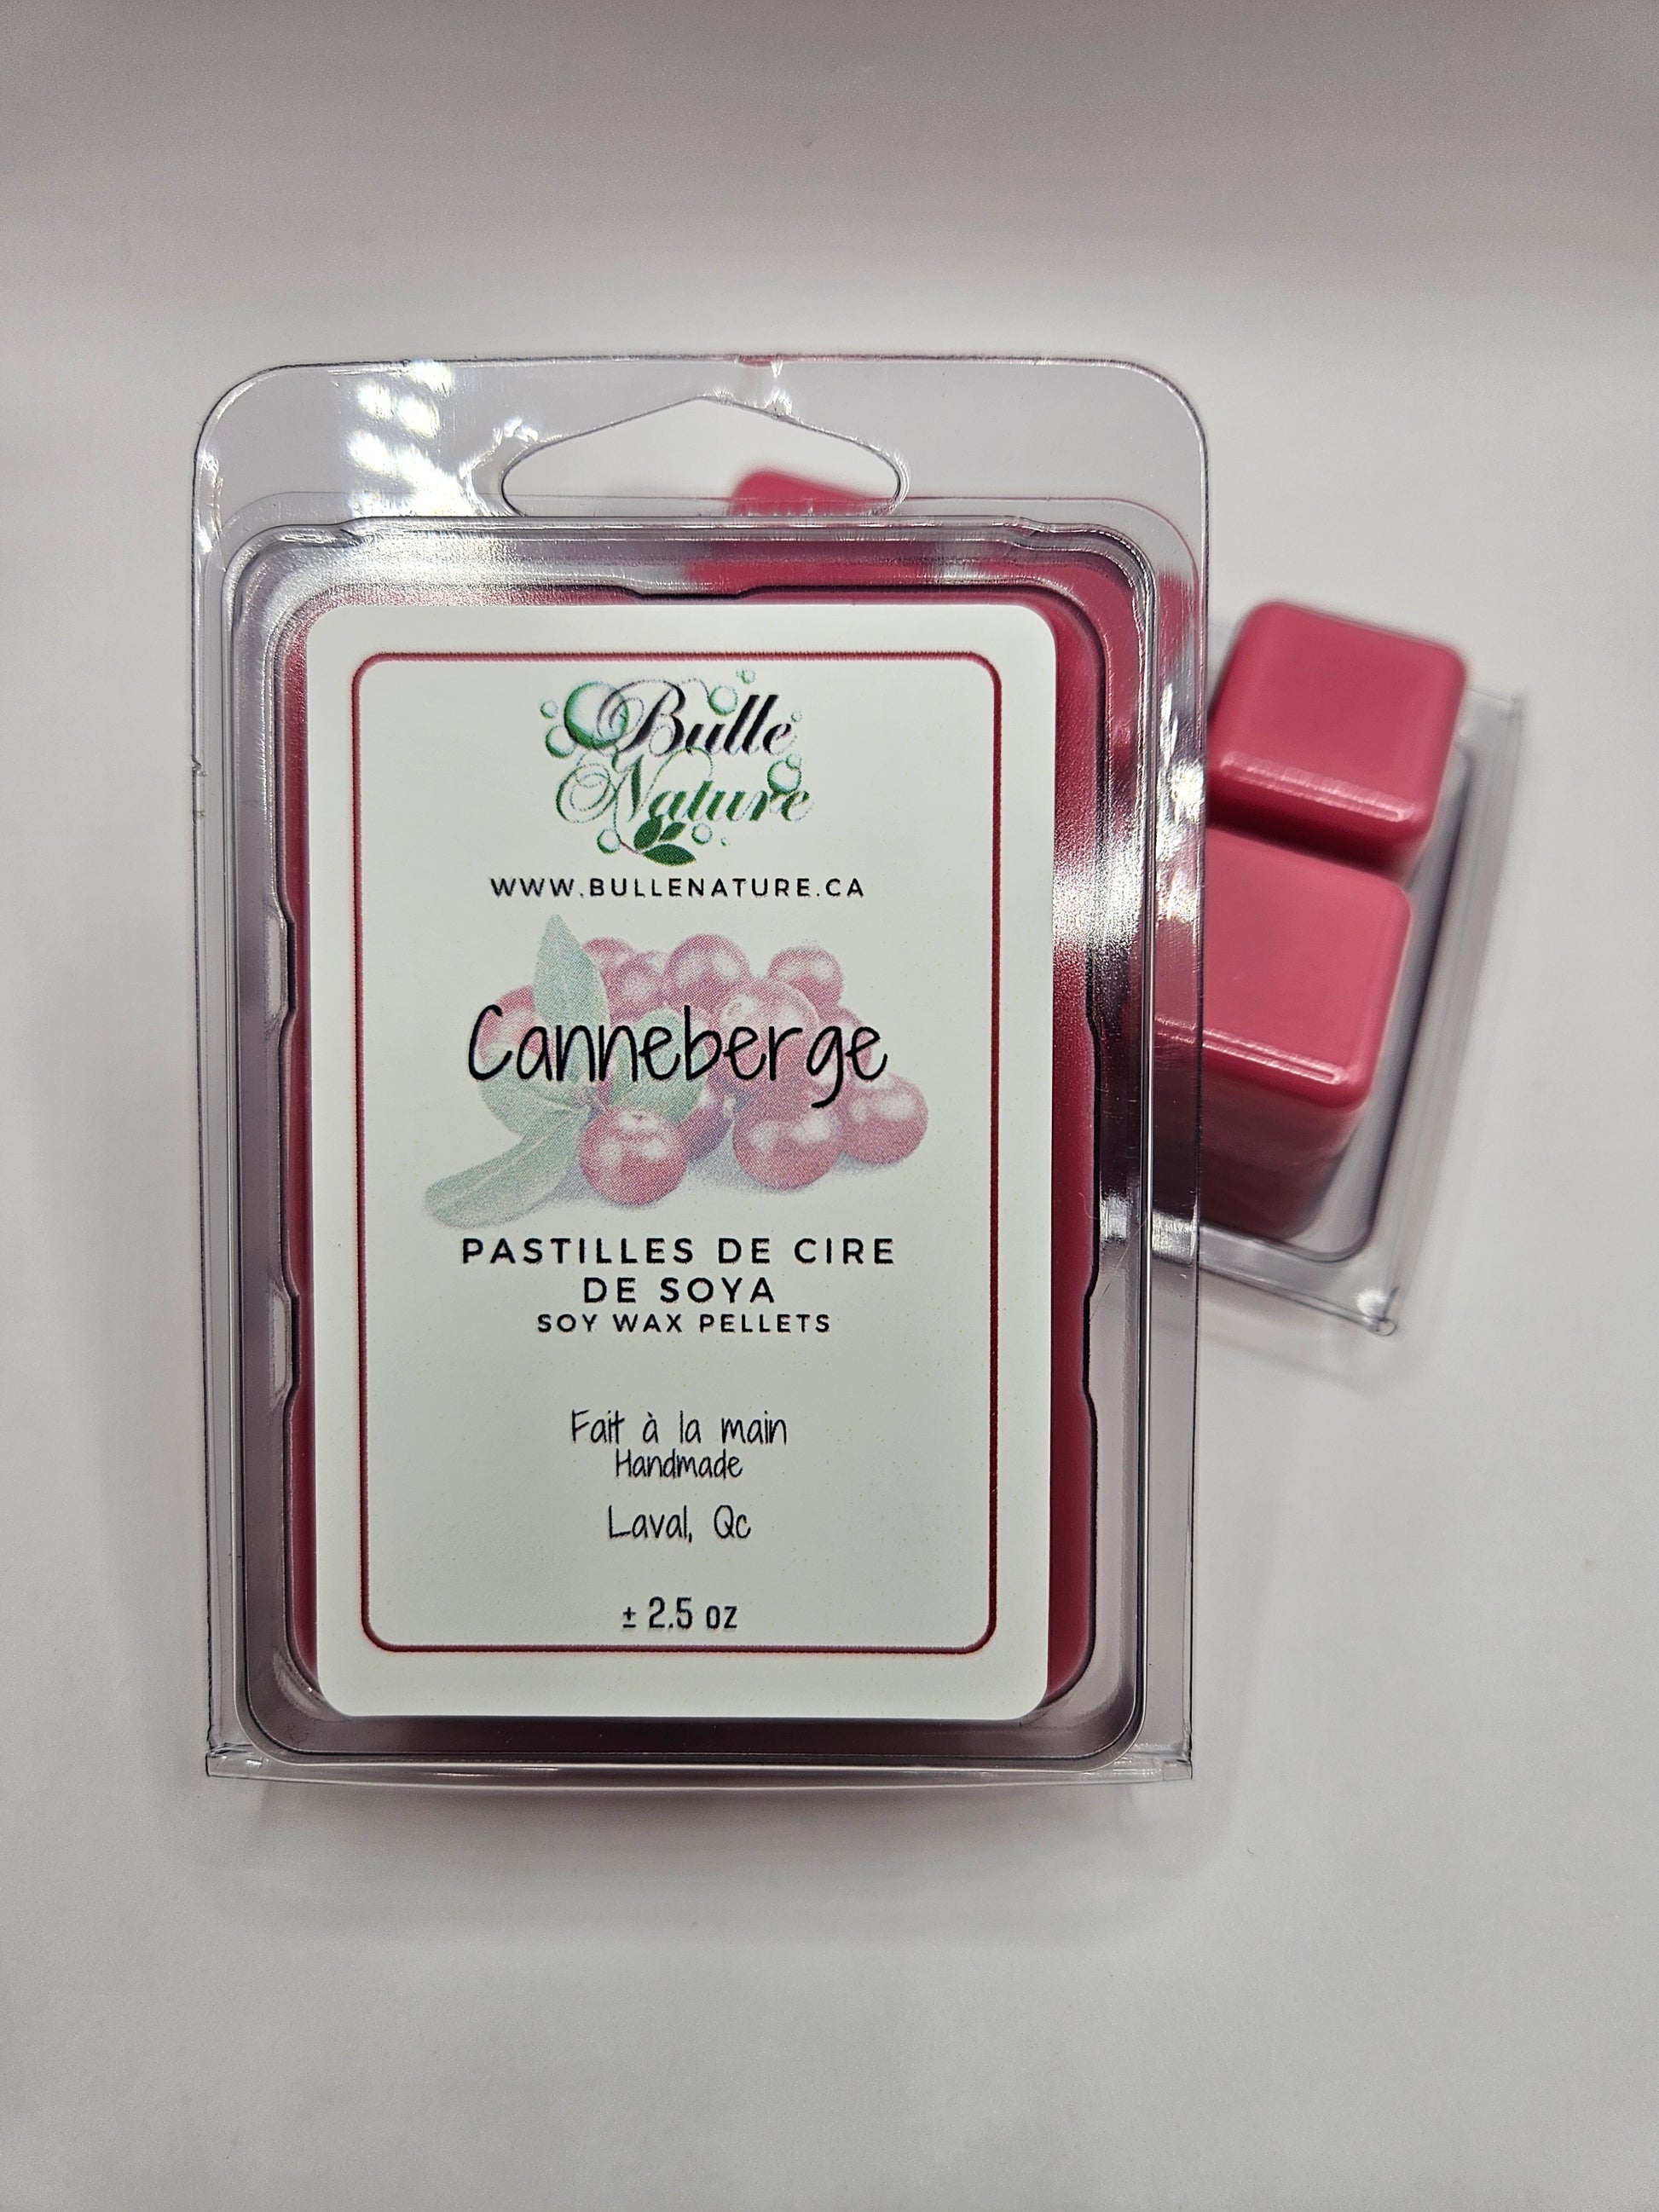 Bulle
Nature
WWW.BULLENATURE.CA
Canneberge
PASTILLES DE CIRE
DE SOYA
SOY WAX PELLETS
Fait à la main
Handmade
Laval, Qc
± 2.5 oz